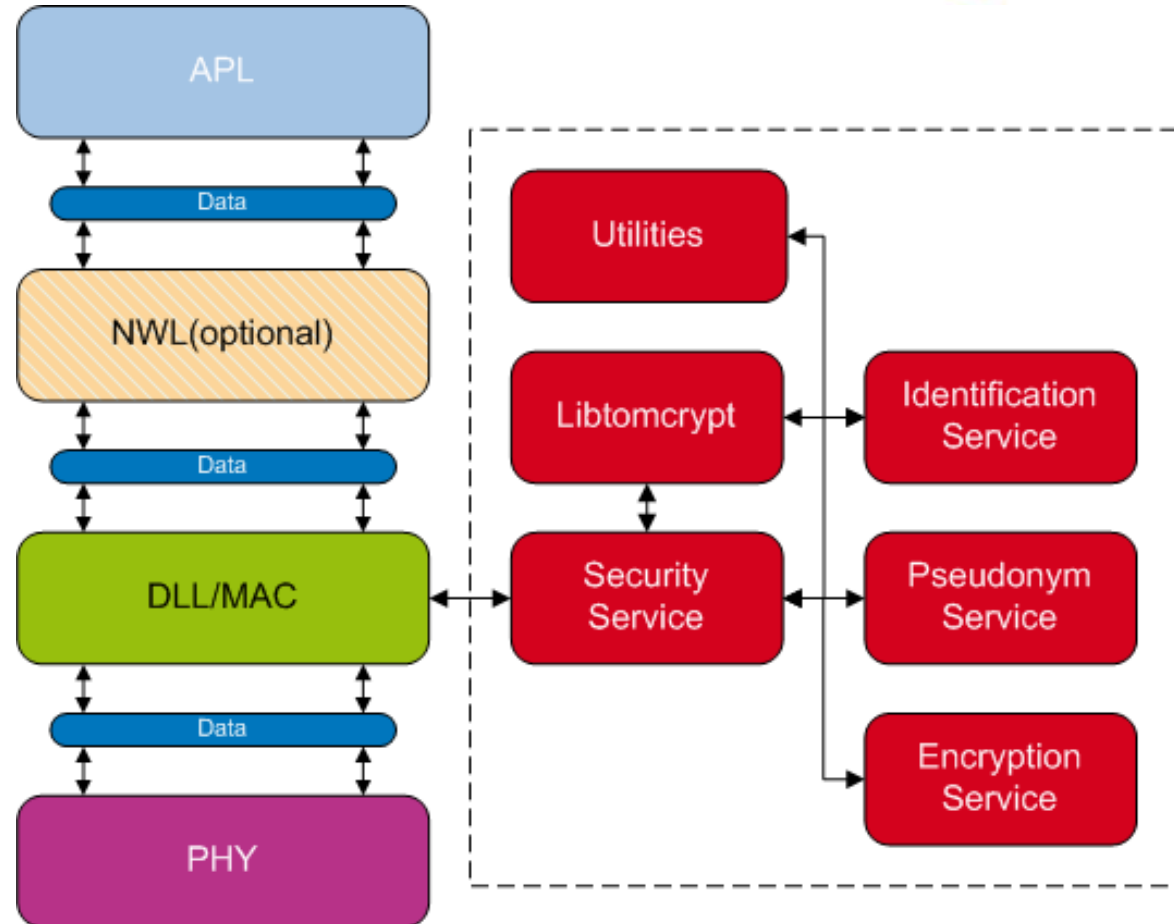 APL
Data
NWL(optional)
Data
DLL/MAC
Data
PHY
Utilities
Libtomcrypt
Identification
Service
Security
Service
Pseudonym
Service
Encryption
Service